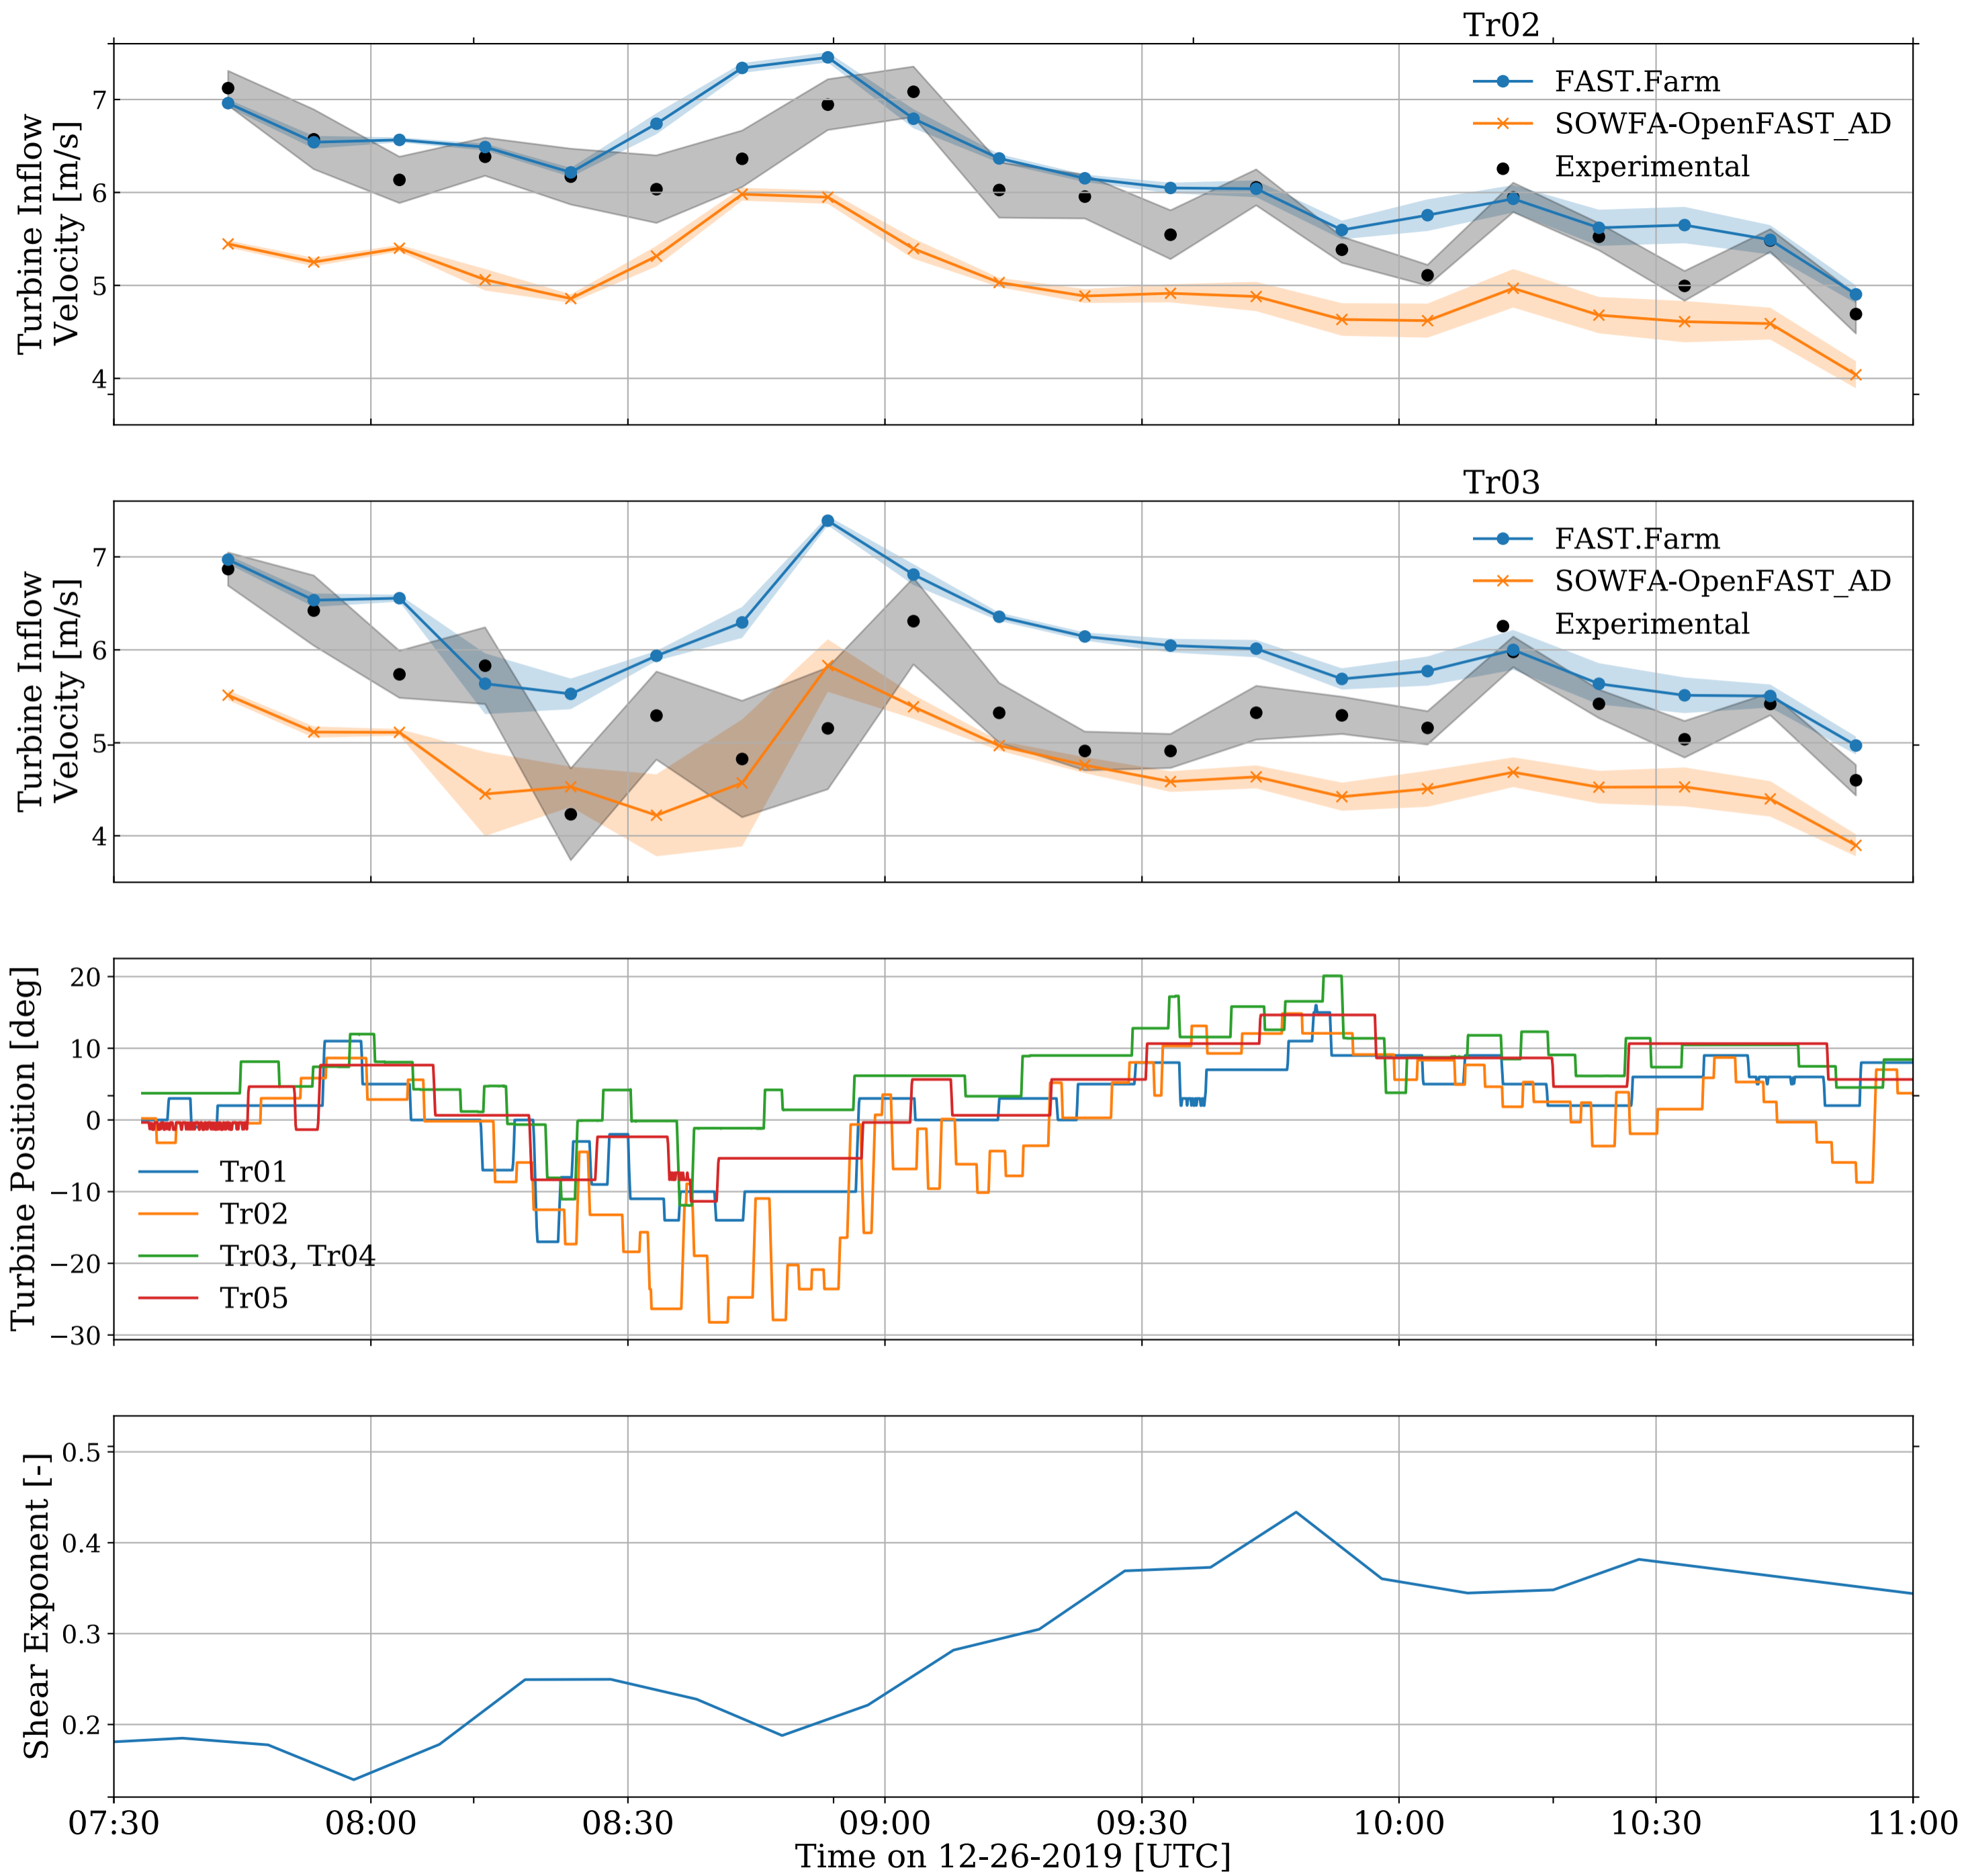 Tr02
Turbine Inflow
Velocity [m/s]
7
6
5
4
FAST.Farm
SOWFA-OpenFAST_AD
Experimental
Tr03
Turbine Inflow
Velocity [m/s]
7
6
5
4
FAST.Farm
SOWFA-OpenFAST_AD
Experimental
Turbine Position [deg]
20
10
0
−10
−20
−30
Tr01
Tr02
Tr03, Tr04
Tr05
Shear Exponent [-]
0.5
0.4
0.3
0.2
07:30 08:00 08:30 09:00 09:30 10:00 10:30 11:00
Time on 12-26-2019 [UTC]